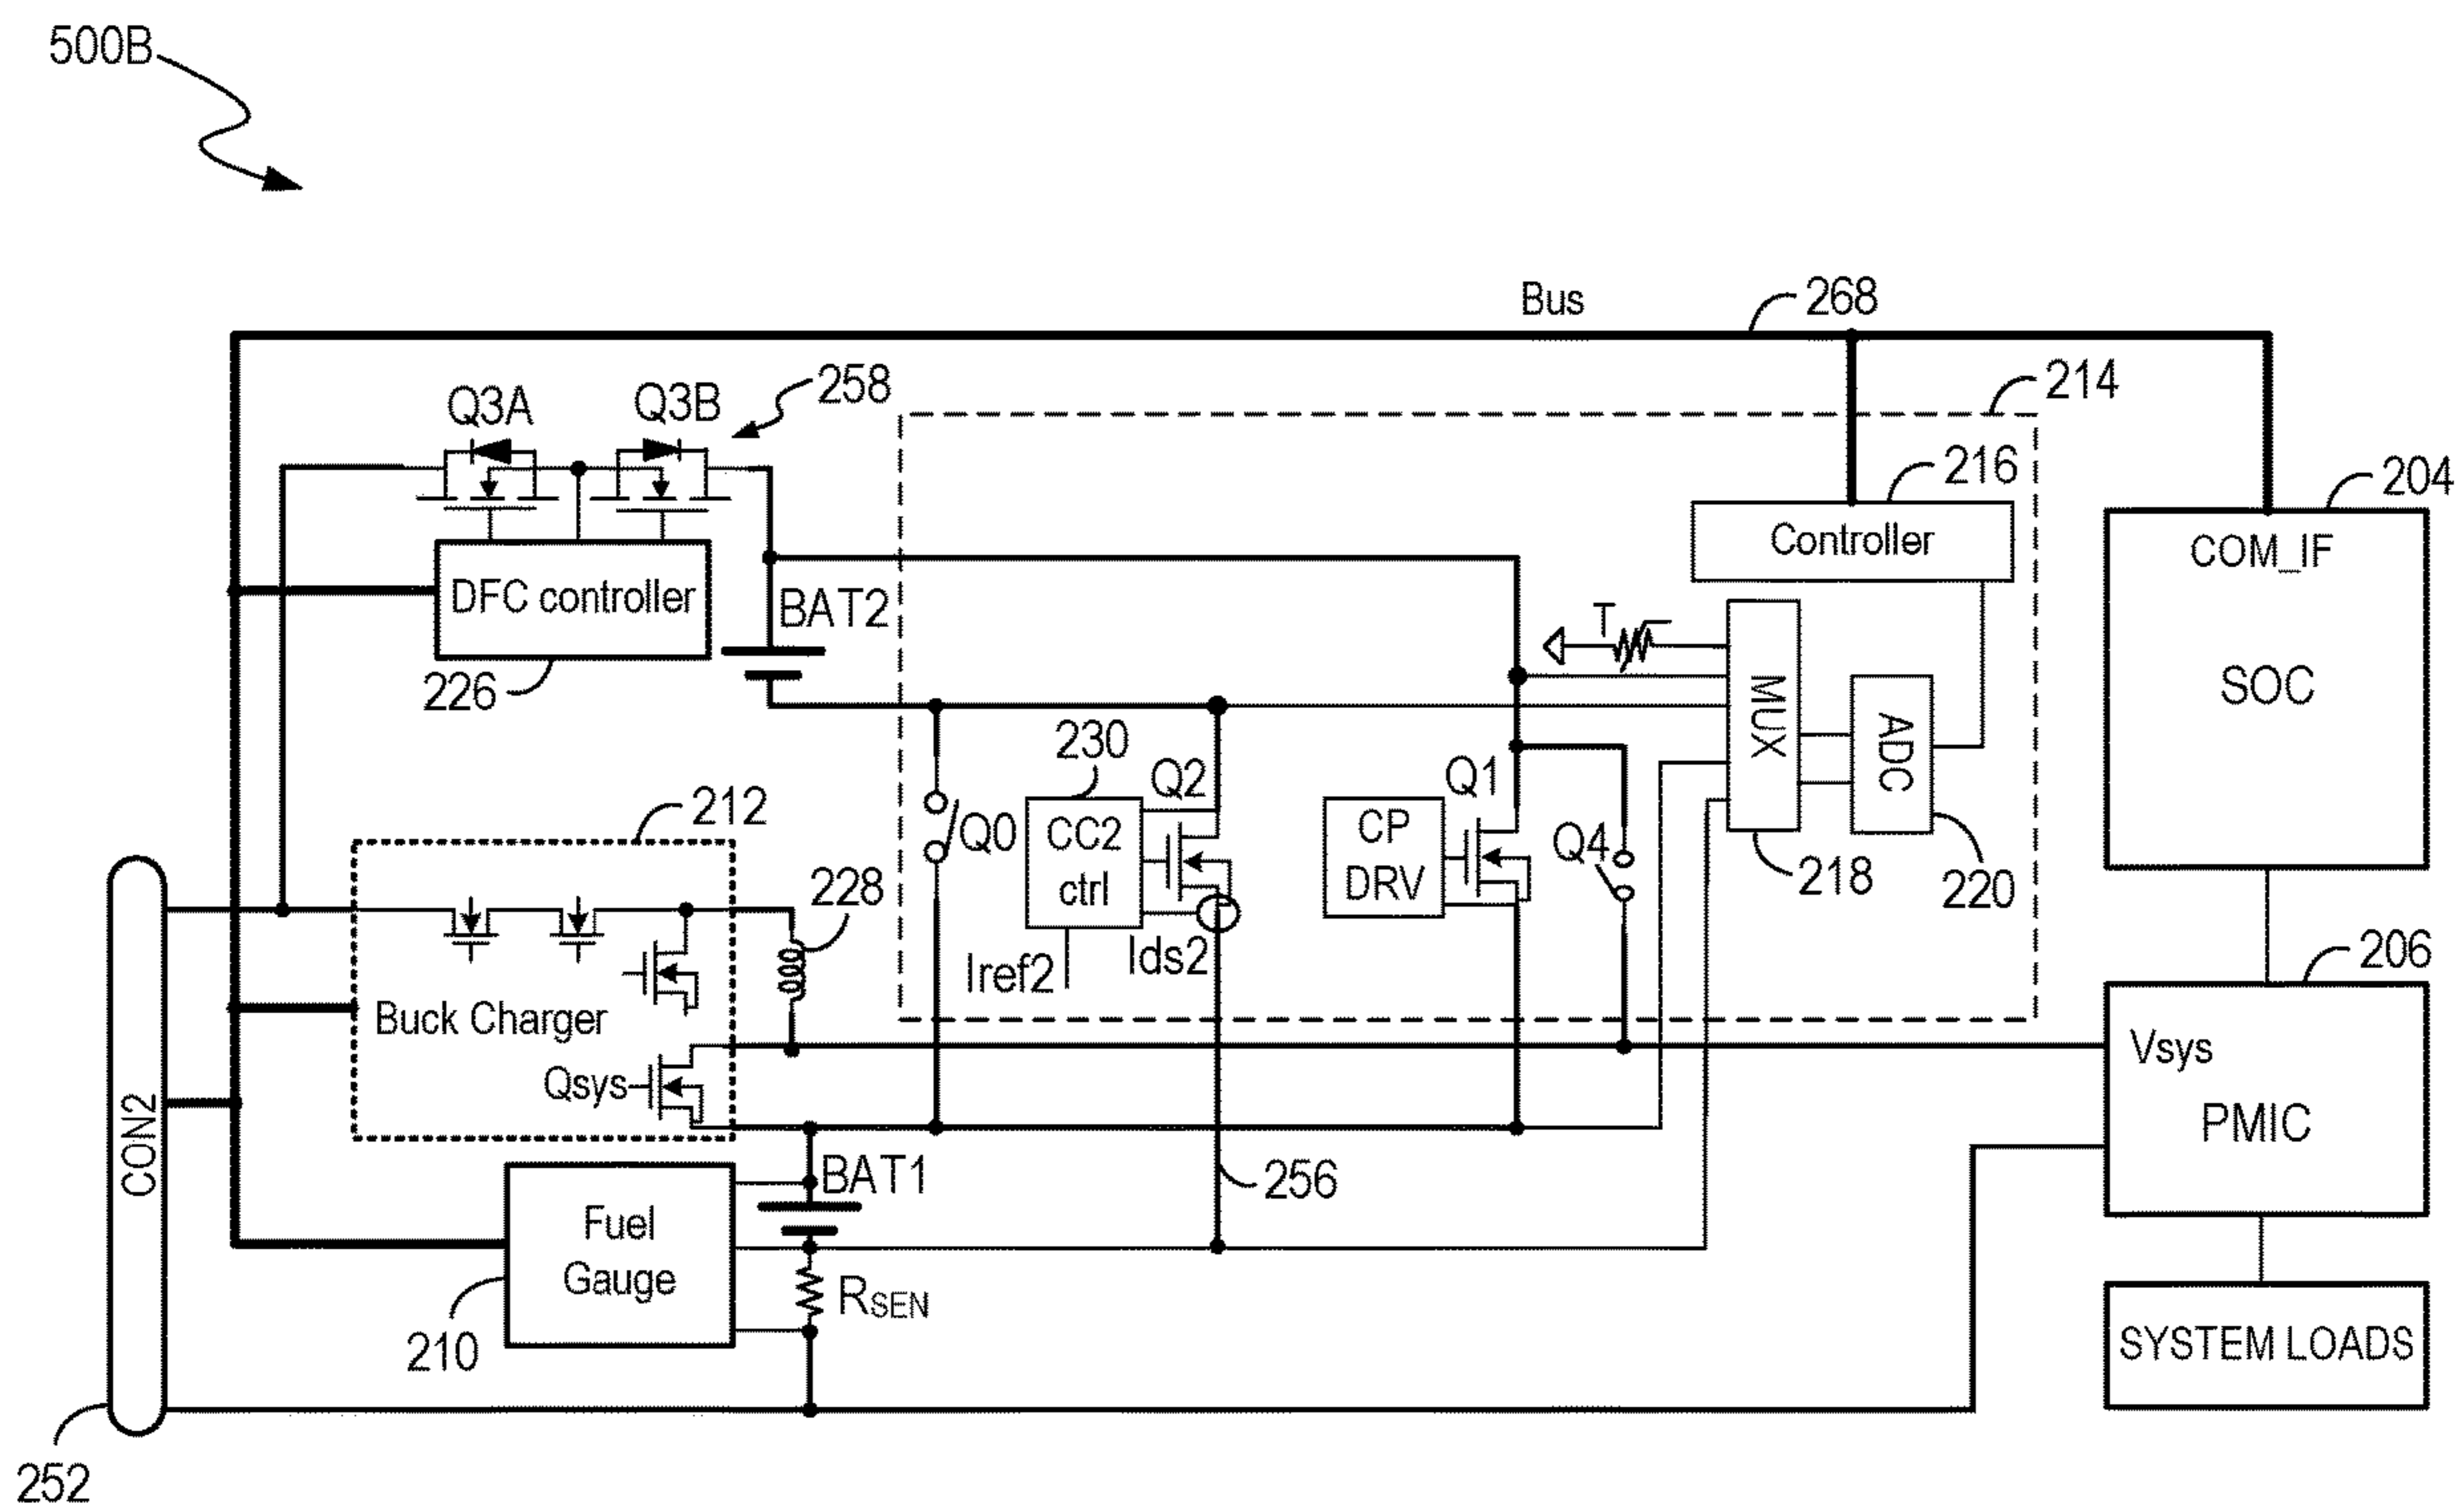 500B
Bus
268
214
Q3A
Q3B
258
216
Controller
204
COM_IF
SOC
DFC controller
226
BAT2
T
MUX
ADC
230
Q2
Q1
212
228
Q0
CC2
ctrl
CP
DRV
Q4
218
220
Iref2
Ids2
206
Buck Charger
Qsys
Vsys
PMIC
CON2
BAT1
256
Fuel
Gauge
RSEN
210
SYSTEM LOADS
252